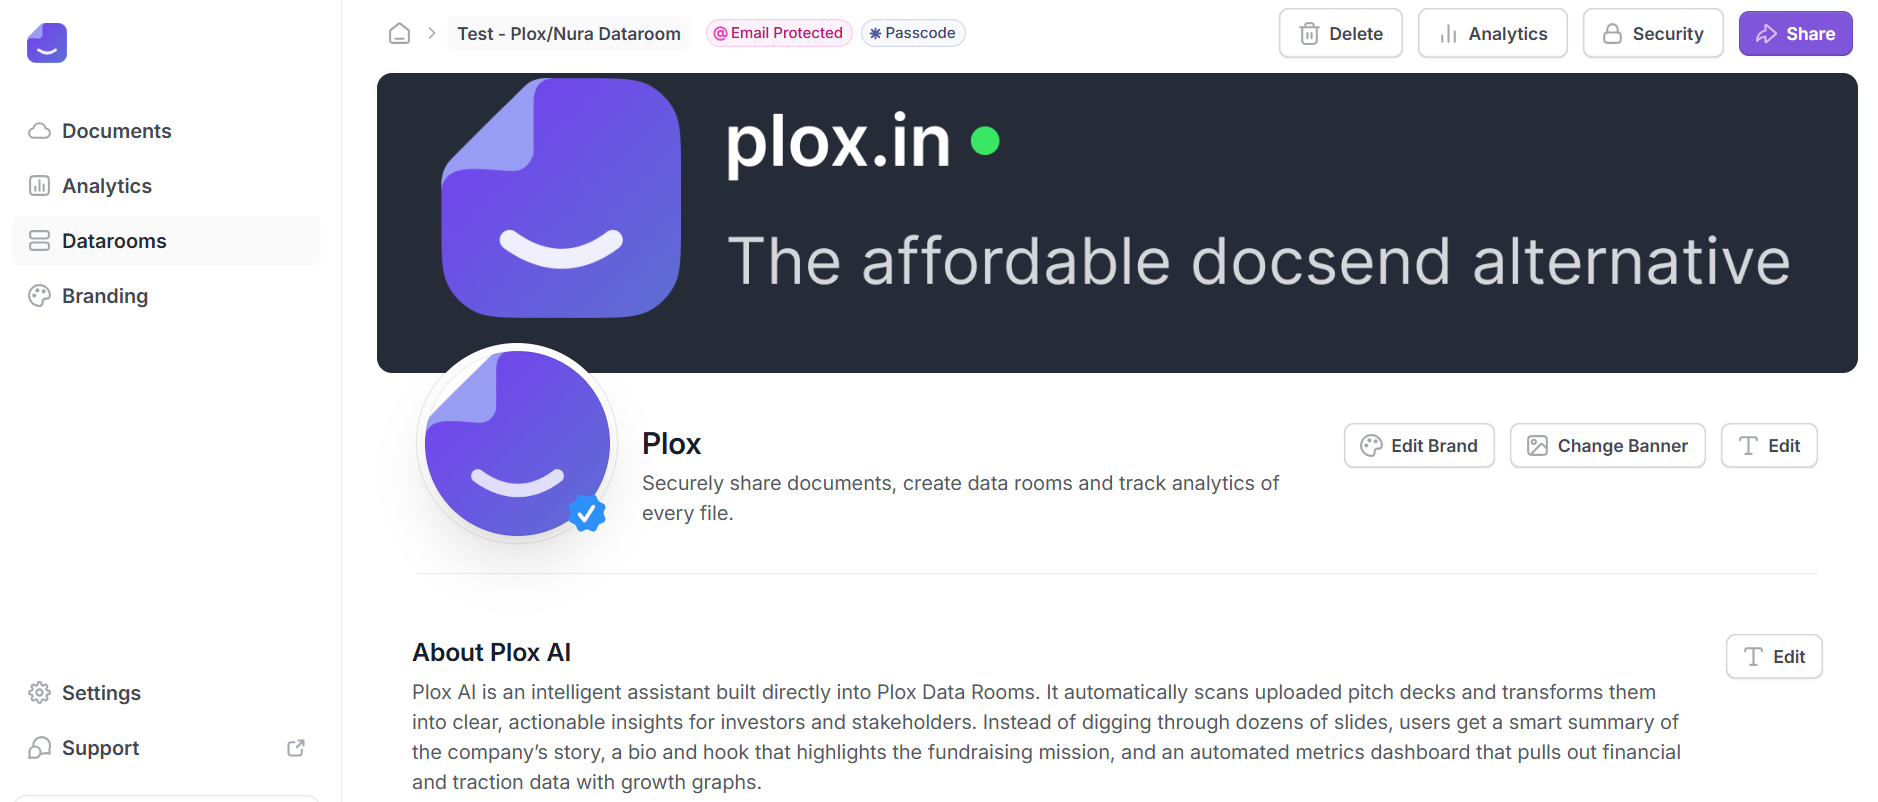 Test - Plox/Nura Dataroom
Email Protected
Passcode
Delete
Analytics
Security
Share
Documents
Analytics
Datarooms
Branding
Settings
Support
plox.in
The affordable docsend alternative
Plox
Securely share documents, create data rooms and track analytics of
every file.
Edit Brand
Change Banner
Edit
About Plox AI
Edit
Plox AI is an intelligent assistant built directly into Plox Data Rooms. It automatically scans uploaded pitch decks and transforms them
into clear, actionable insights for investors and stakeholders. Instead of digging through dozens of slides, users get a smart summary of
the company’s story, a bio and hook that highlights the fundraising mission, and an automated metrics dashboard that pulls out financial
and traction data with growth graphs.